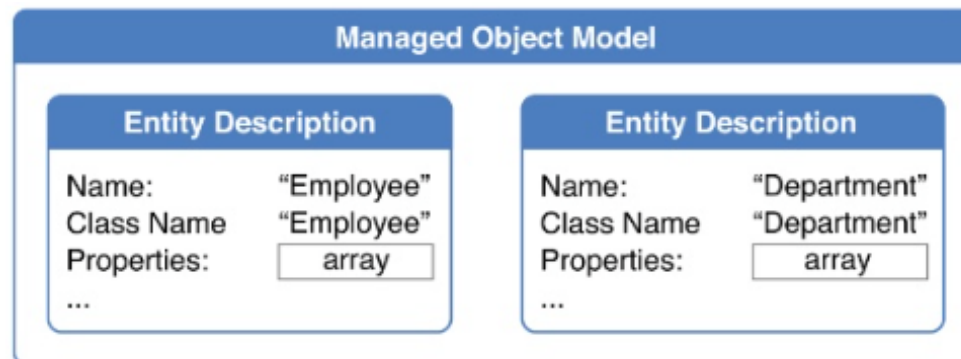 Managed Object Model
Entity Description
Name: “Employee”
Class Name “Employee”
Properties: array
...
Entity Description
Name: “Department”
Class Name “Department”
Properties: array
...